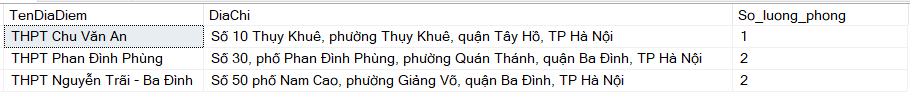 TenDiaDiem DiaChi So_luong_phong
THPT Chu Văn An Số 10 Thụy Khuê, phường Thụy Khuê, quận Tây Hồ, TP Hà Nội 1
THPT Phan Đình Phùng Số 30, phố Phan Đình Phùng, phường Quán Thánh, quận Ba Đình, TP Hà Nội 2
THPT Nguyễn Trãi - Ba Đình Số 50 phố Nam Cao, phường Giảng Võ, quận Ba Đình, TP Hà Nội 2